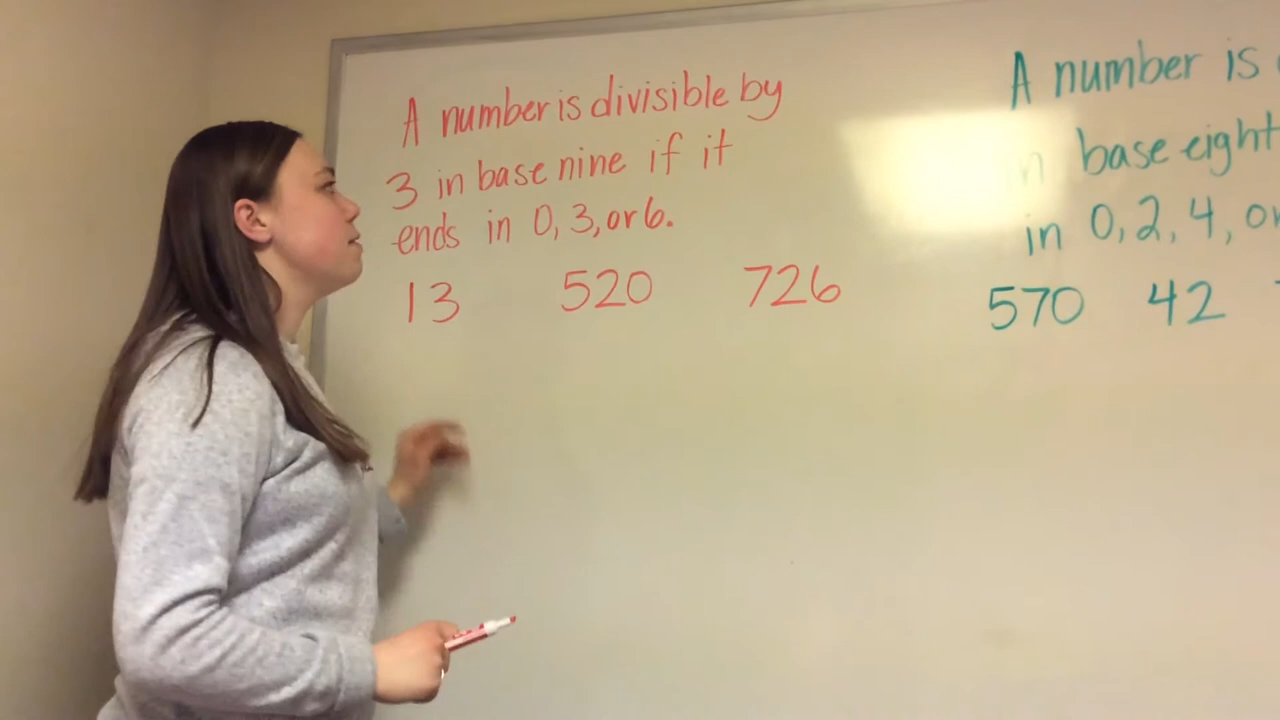 A number is divisible by
3 in base nine if it
ends in 0, 3, or 6.
13 520 726
A number is
in base eight
in 0, 2, 4, or
570 42